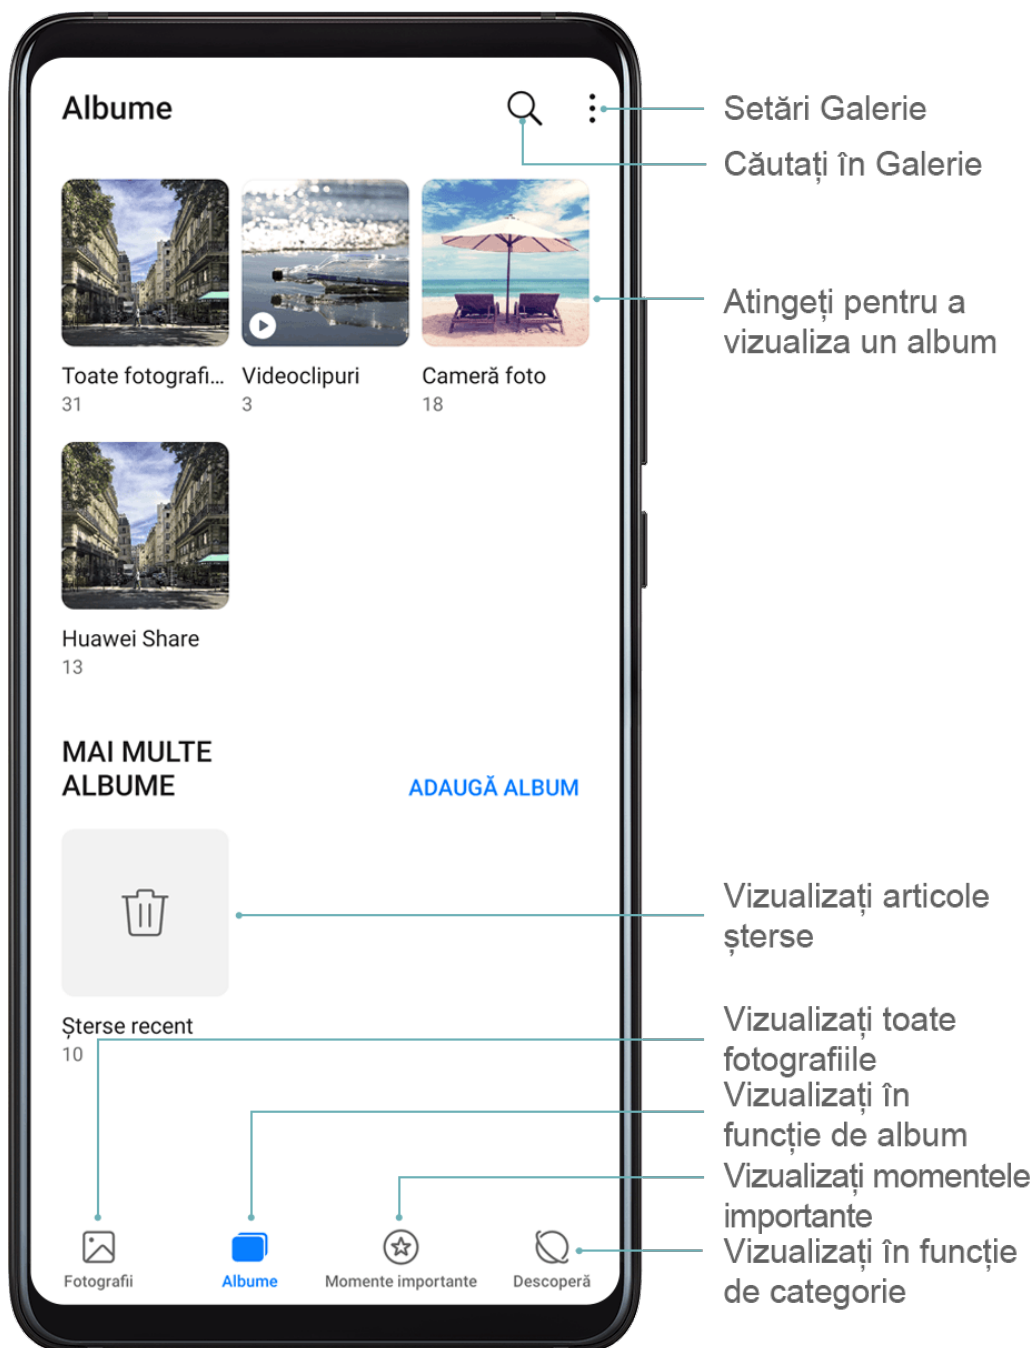 Albume
Setări Galerie
Căutați în Galerie
Atingeți pentru a
vizualiza un album
Toate fotografi...
31
Videoclipuri
3
Cameră foto
18
Huawei Share
13
MAI MULTE
ALBUME
ADAUGĂ ALBUM
Vizualizați articole
șterse
Șterse recent
10
Vizualizați toate
fotografiile
Vizualizați în
funcție de album
Vizualizați momentele
importante
Vizualizați în funcție
de categorie
Fotografii
Albume
Momente importante
Descoperă